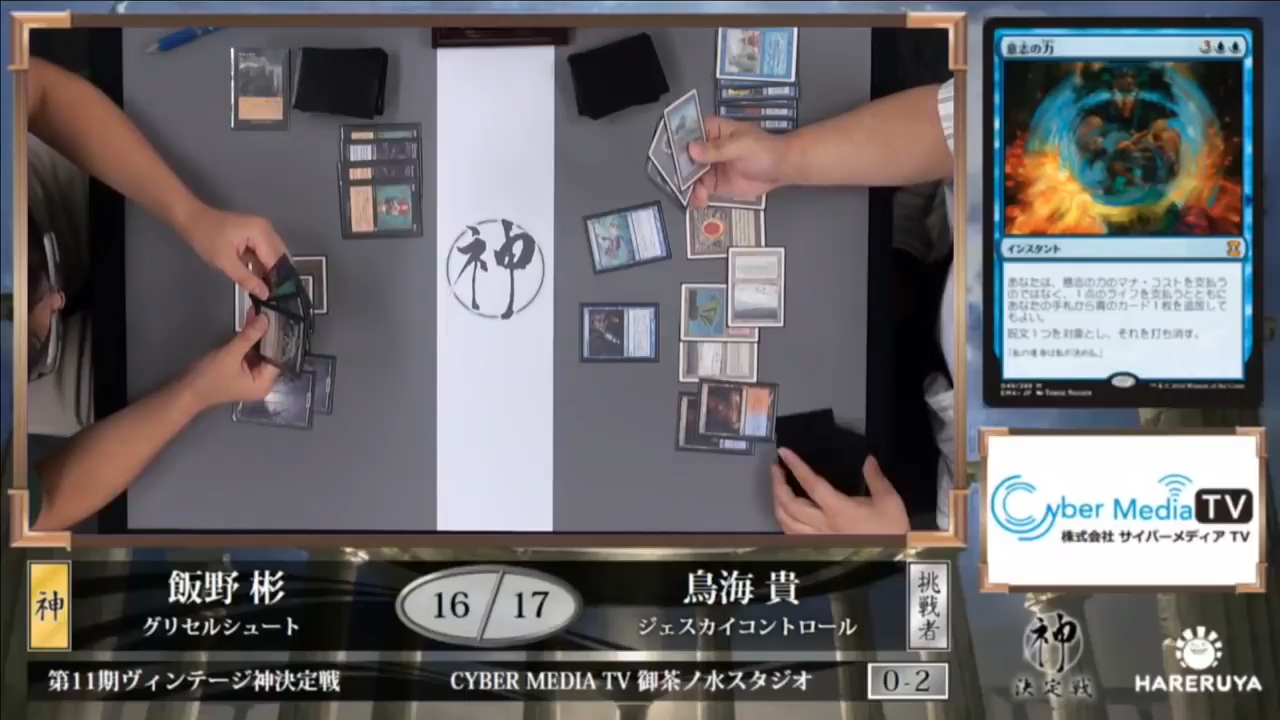 意志の力 3
インスタント
あなたは、意志の力のマナ・コストを支払う
のではなく、1点のライフを支払うとともに
あなたの手札から青のカード1枚を追放して
もよい。
呪文1つを対象とし、それを打ち消す。
神
Cyber Media TV
株式会社 サイバーメディア TV
神
飯野 彬
グリセルシュート
16 / 17
鳥海 貴
ジェスカイコントロール
挑戦者
第11期ヴィンテージ神決定戦
CYBER MEDIA TV 御茶ノ水スタジオ
0-2
神
決定戦
HARERUYA